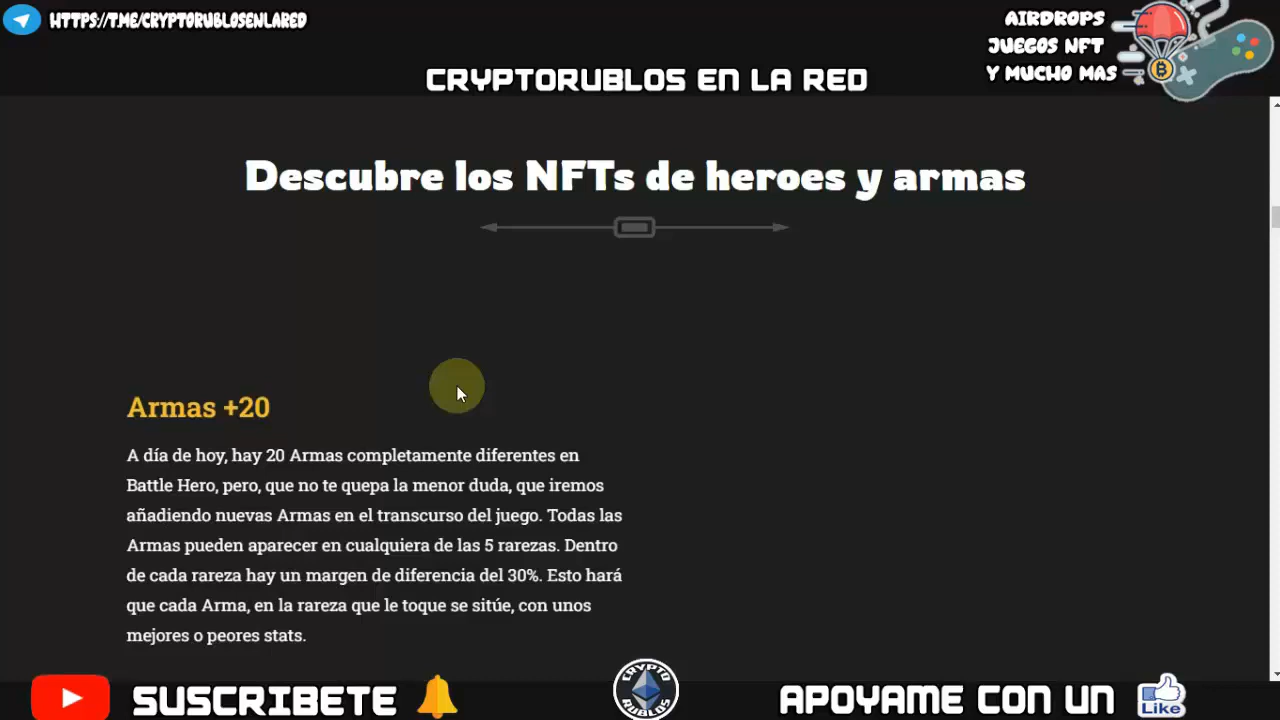 HTTPS://T.ME/CRYPTORUBLOSENLARED
AIRDROPS
JUEGOS NFT
Y MUCHO MAS
CRYPTORUBLOS EN LA RED
Descubre los NFTs de heroes y armas
Armas +20
A día de hoy, hay 20 Armas completamente diferentes en
Battle Hero, pero, que no te quepa la menor duda, que iremos
añadiendo nuevas Armas en el transcurso del juego. Todas las
Armas pueden aparecer en cualquiera de las 5 rarezas. Dentro
de cada rareza hay un margen de diferencia del 30%. Esto hará
que cada Arma, en la rareza que le toque se sitúe, con unos
mejores o peores stats.
SUSCRIBETE
CRYPTO
RUBLOS
APOYAME CON UN
Like